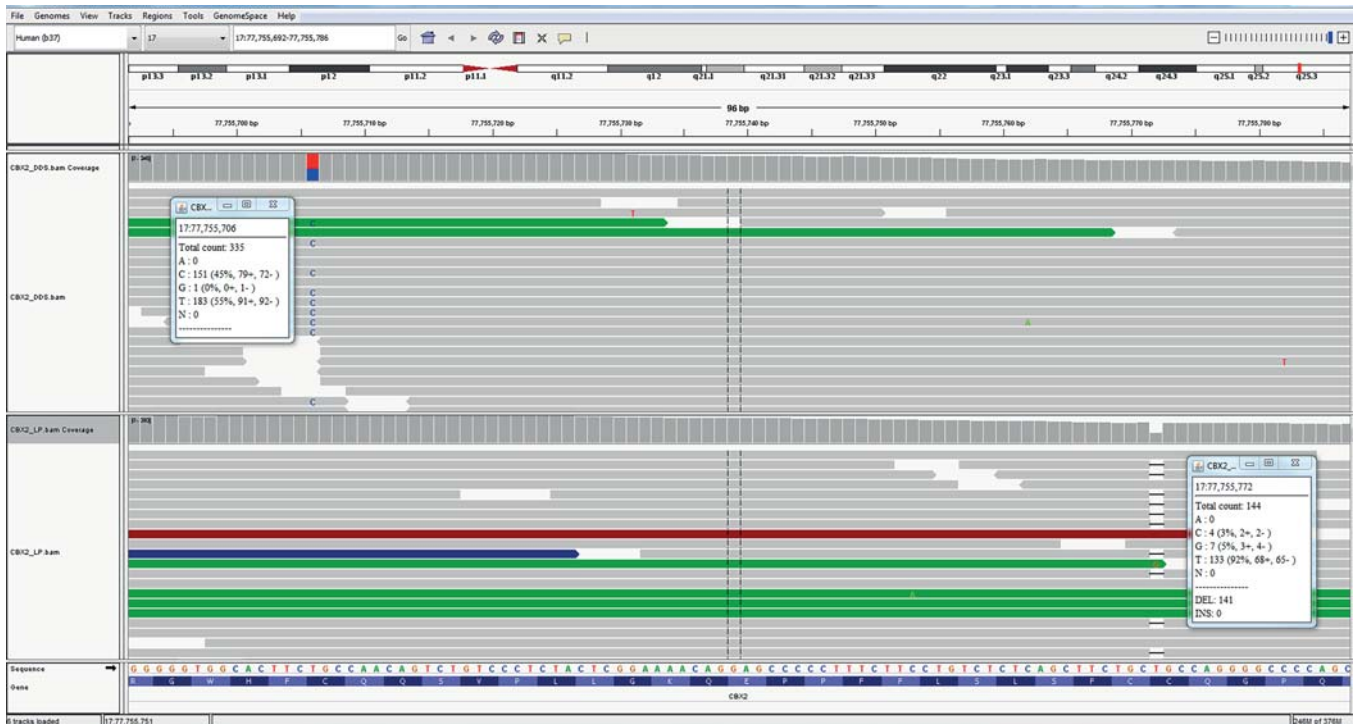 File Genomes View Tracks Regions Tools GenomeSpace Help
Human (b37) 17 17:77,755,692-77,755,786 Go
p13.3 p13.2 p13.1 p12 p11.2 p11.1 q11.2 q12 q21.1 q21.31 q21.32 q21.33 q22 q23.1 q23.3 q24.2 q24.3 q25.1 q25.2 q25.3
96 bp
77,755,700 bp 77,755,710 bp 77,755,720 bp 77,755,730 bp 77,755,740 bp 77,755,750 bp 77,755,760 bp 77,755,770 bp 77,755,780 bp
CBX2_DDS.bam Coverage
CBX2_DDS.bam
CBX...
17:77,755,706
Total count: 335
A : 0
C : 151 (45%, 79+, 72- )
G : 1 (0%, 0+, 1- )
T : 183 (55%, 91+, 92- )
N : 0
---------------
T
C
C
C
C
C
C
C
C
A
T
C
CBX2_LP.bam Coverage
CBX2_LP.bam
A
CBX2_...
17:77,755,772
Total count: 144
A : 0
C : 4 (3%, 2+, 2- )
G : 7 (5%, 3+, 4- )
T : 133 (92%, 68+, 65- )
N : 0
---------------
DEL: 141
INS: 0
Sequence G G G G G T G G C A C T T C T G C C A A C A G T C T G T C C C T C T A C T C G G A A A A C A G G A G C C C C C T T T C T T C C T G T C T C T C A G C T T C T G C T G C C A G G G G C C C C A G C
Gene R G W H F C Q Q S V P L L G K Q E P P F F L S L S F C C Q G P Q
CBX2
6 tracks loaded 17:77,755,751